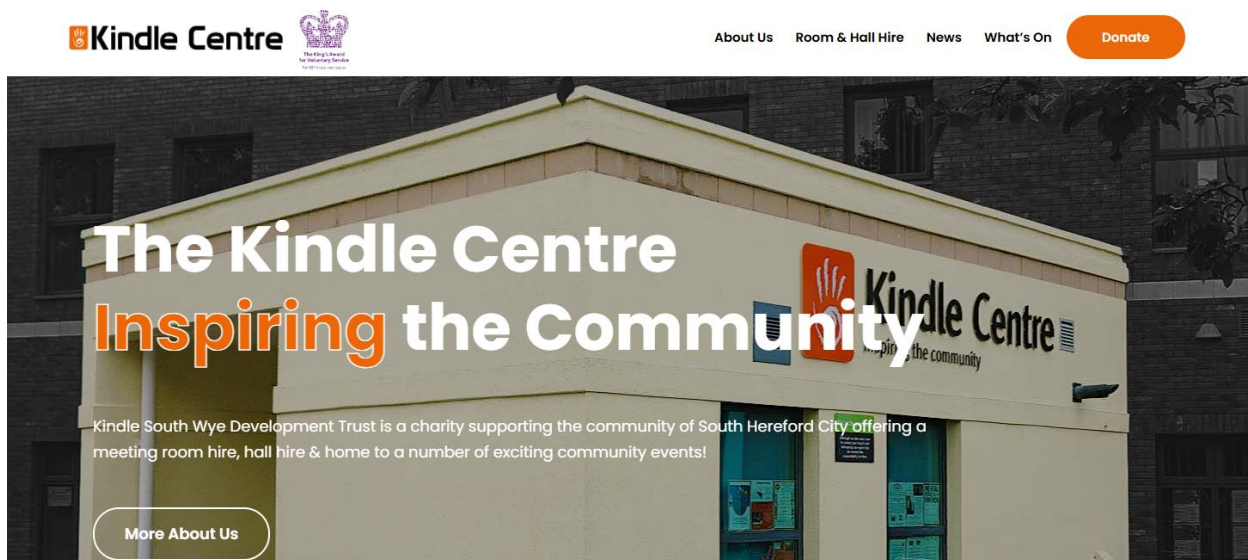 Kindle Centre
The King's Award
for Voluntary Service
About Us
Room & Hall Hire
News
What's On
Donate
The Kindle Centre
Inspiring the Community
Kindle South Wye Development Trust is a charity supporting the community of South Hereford City offering a
meeting room hire, hall hire & home to a number of exciting community events!
More About Us
Kindle Centre
Inspiring the community